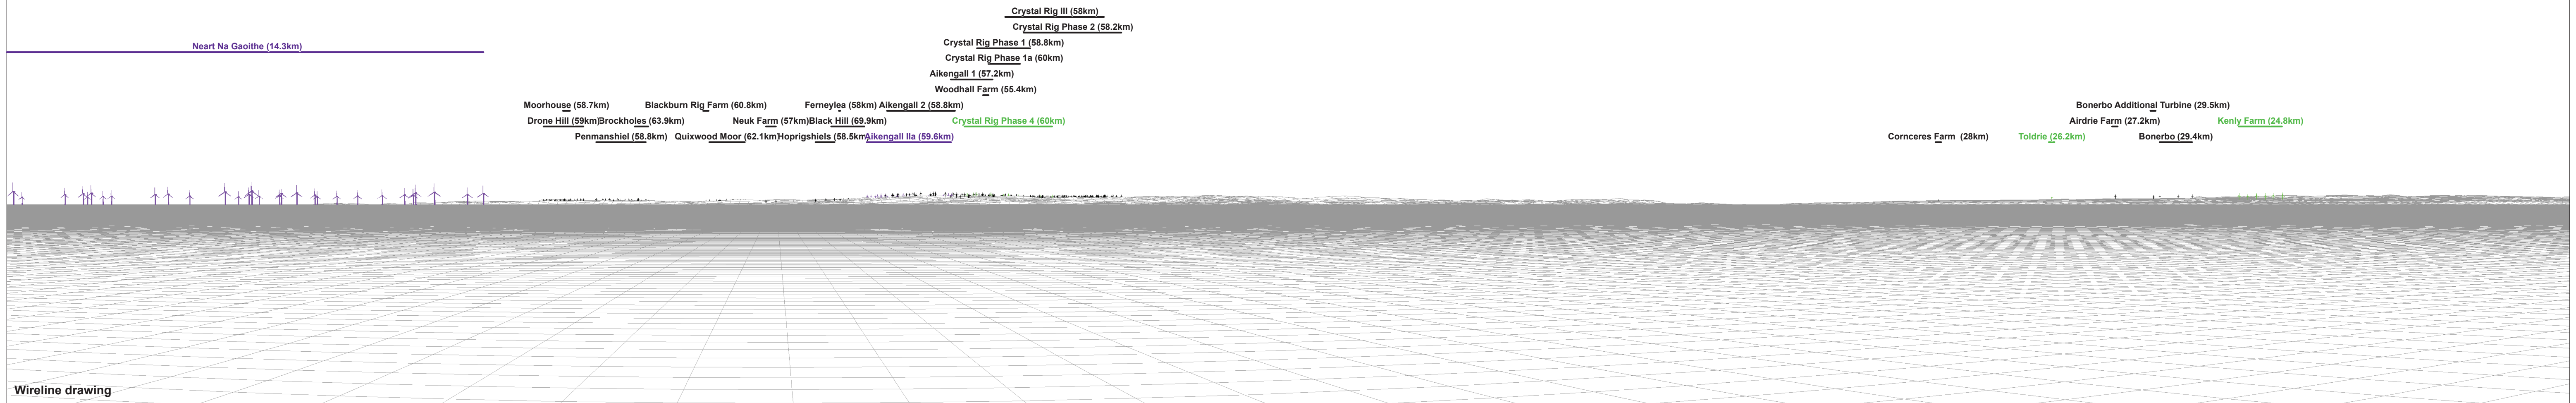 Crystal Rig III (58km)
Crystal Rig Phase 2 (58.2km)
Neart Na Gaoithe (14.3km)
Crystal Rig Phase 1 (58.8km)
Crystal Rig Phase 1a (60km)
Aikengall 1 (57.2km)
Woodhall Farm (55.4km)
Moorhouse (58.7km) Blackburn Rig Farm (60.8km) Ferneylea (58km) Aikengall 2 (58.8km) Bonerbo Additional Turbine (29.5km)
Drone Hill (59km) Brockholes (63.9km) Neuk Farm (57km) Black Hill (69.9km) Crystal Rig Phase 4 (60km) Airdrie Farm (27.2km) Kenly Farm (24.8km)
Penmanshiel (58.8km) Quixwood Moor (62.1km) Hoprigshiels (58.5km Aikengall IIa (59.6km) Cornceres Farm (28km) Toldrie (26.2km) Bonerbo (29.4km)
Wireline drawing